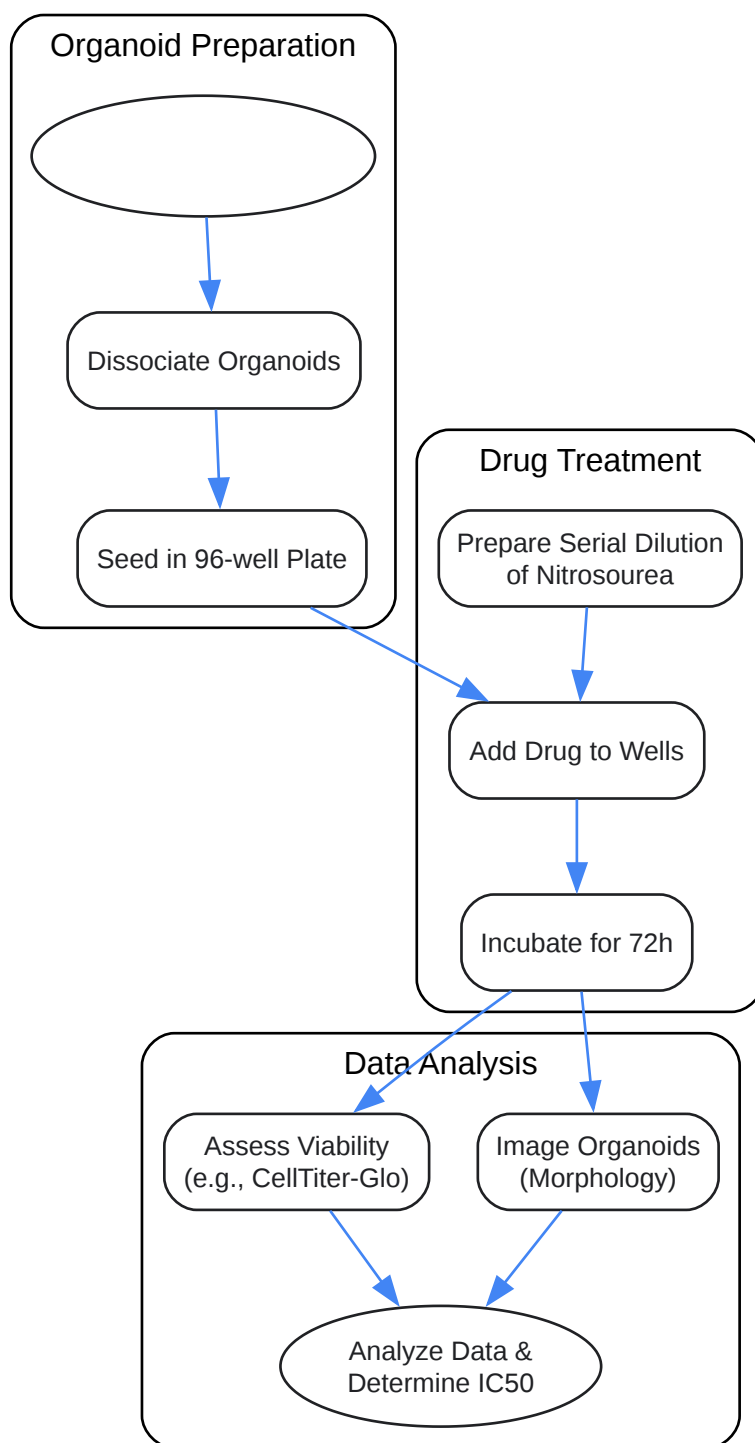 Organoid Preparation
Dissociate Organoids
Seed in 96-well Plate
Drug Treatment
Prepare Serial Dilution
of Nitrosourea
Add Drug to Wells
Incubate for 72h
Data Analysis
Assess Viability
(e.g., CellTiter-Glo)
Image Organoids
(Morphology)
Analyze Data &
Determine IC50